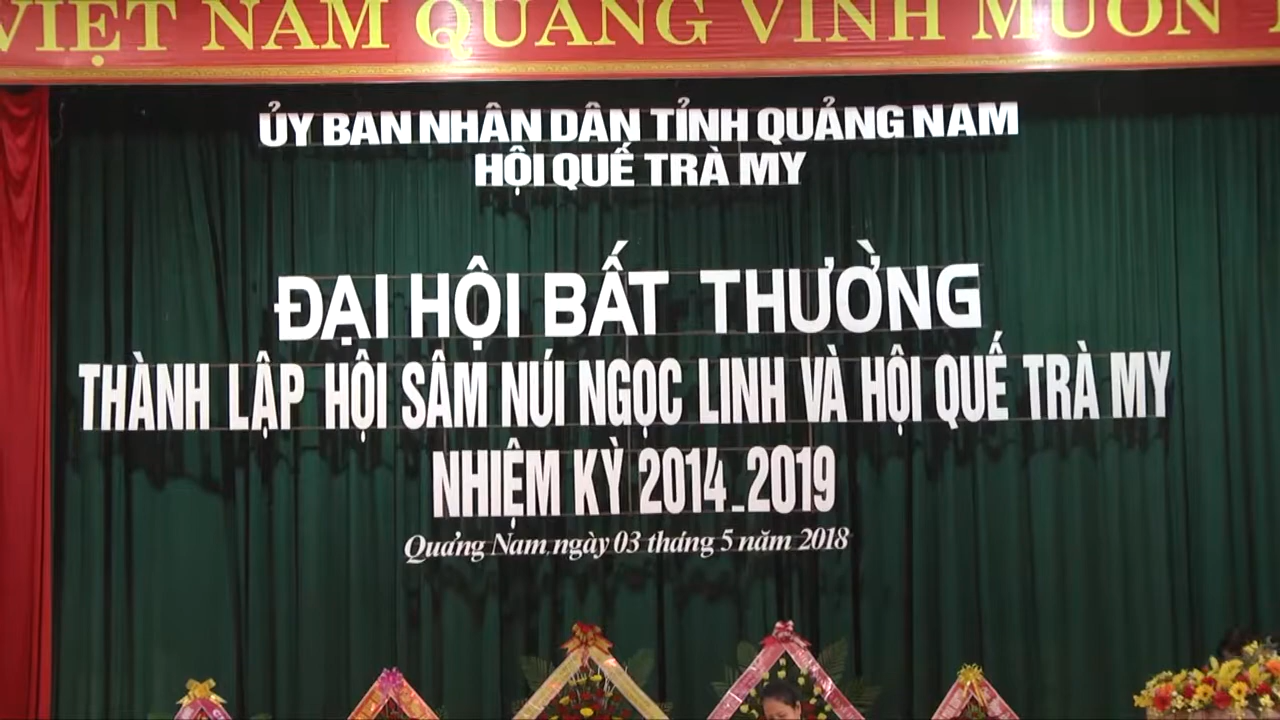 VIỆT NAM QUANG VINH MUÔN
ỦY BAN NHÂN DÂN TỈNH QUẢNG NAM
HỘI QUẾ TRÀ MY
ĐẠI HỘI BẤT THƯỜNG
THÀNH LẬP HỘI SÂM NÚI NGỌC LINH VÀ HỘI QUẾ TRÀ MY
NHIỆM KỲ 2014-2019
Quảng Nam, ngày 03 tháng 5 năm 2018